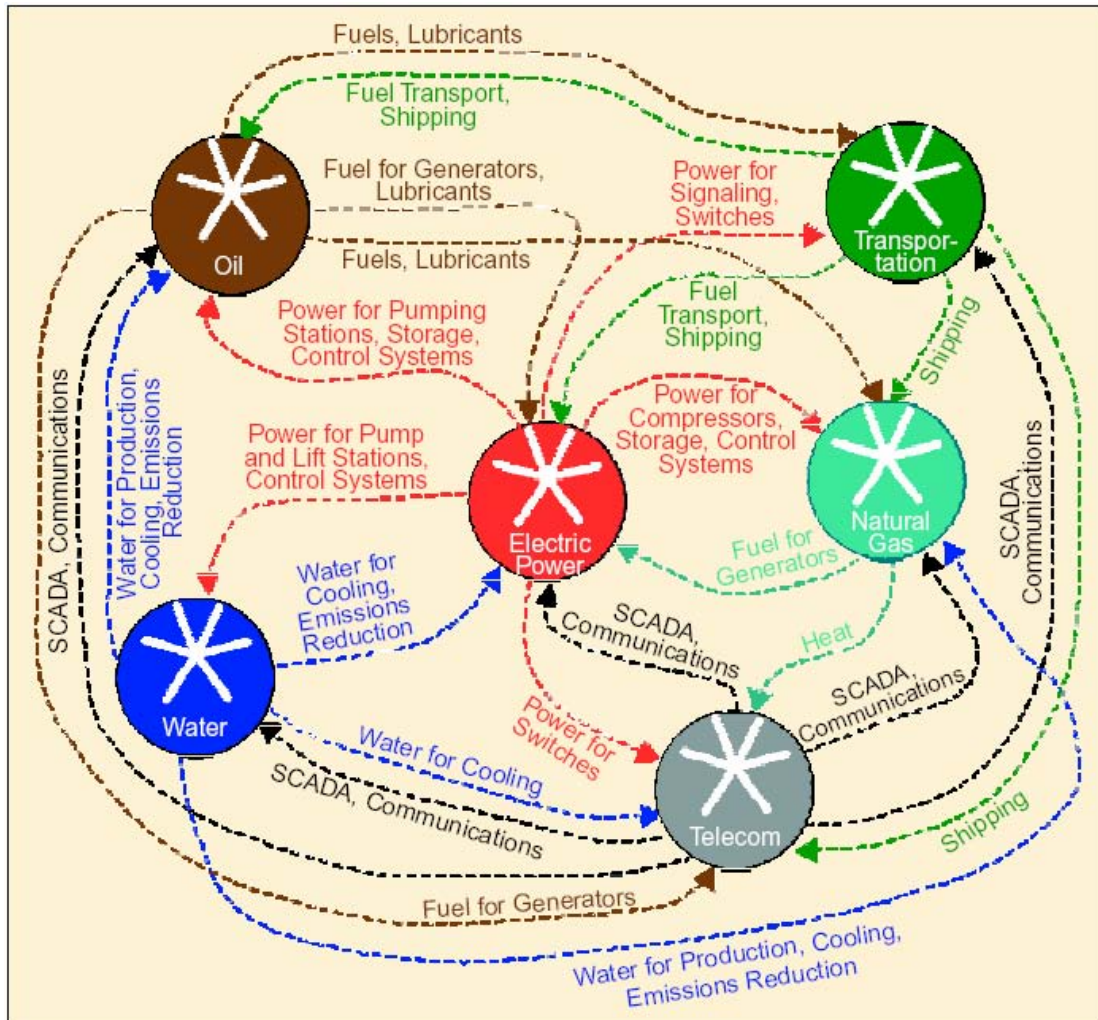 Fuels, Lubricants
Fuel Transport,
Shipping
Fuel for Generators,
Lubricants
Power for
Signaling,
Switches
Oil
Transpor-
tation
Fuels, Lubricants
Power for Pumping
Stations, Storage,
Control Systems
Fuel
Transport,
Shipping
Shipping
Power for
Compressors,
Storage, Control
Systems
Power for Pump
and Lift Stations,
Control Systems
SCADA, Communications
Water for Production,
Cooling, Emissions
Reduction
Electric
Power
Natural
Gas
SCADA,
Communications
Fuel for
Generators
Water for
Cooling,
Emissions
Reduction
SCADA,
Communications
Heat
SCADA,
Communications
Water
Power for
Switches
Water for Cooling
SCADA, Communications
Telecom
Shipping
Fuel for Generators
Water for Production, Cooling,
Emissions Reduction